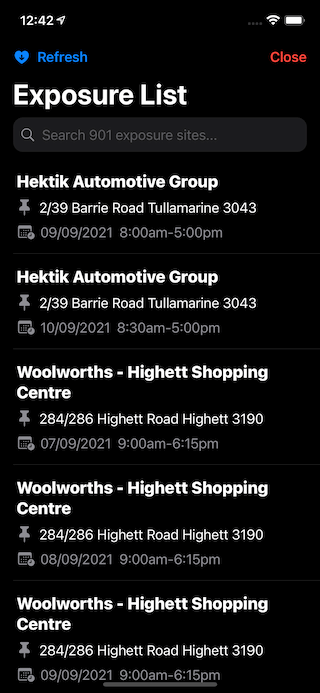 12:42
Refresh
Close
Exposure List
Search 901 exposure sites...
Hektik Automotive Group
2/39 Barrie Road Tullamarine 3043
09/09/2021 8:00am-5:00pm
Hektik Automotive Group
2/39 Barrie Road Tullamarine 3043
10/09/2021 8:30am-5:00pm
Woolworths - Highett Shopping
Centre
284/286 Highett Road Highett 3190
07/09/2021 9:00am-6:15pm
Woolworths - Highett Shopping
Centre
284/286 Highett Road Highett 3190
08/09/2021 9:00am-6:15pm
Woolworths - Highett Shopping
Centre
284/286 Highett Road Highett 3190
09/09/2021 9:00am-6:15pm